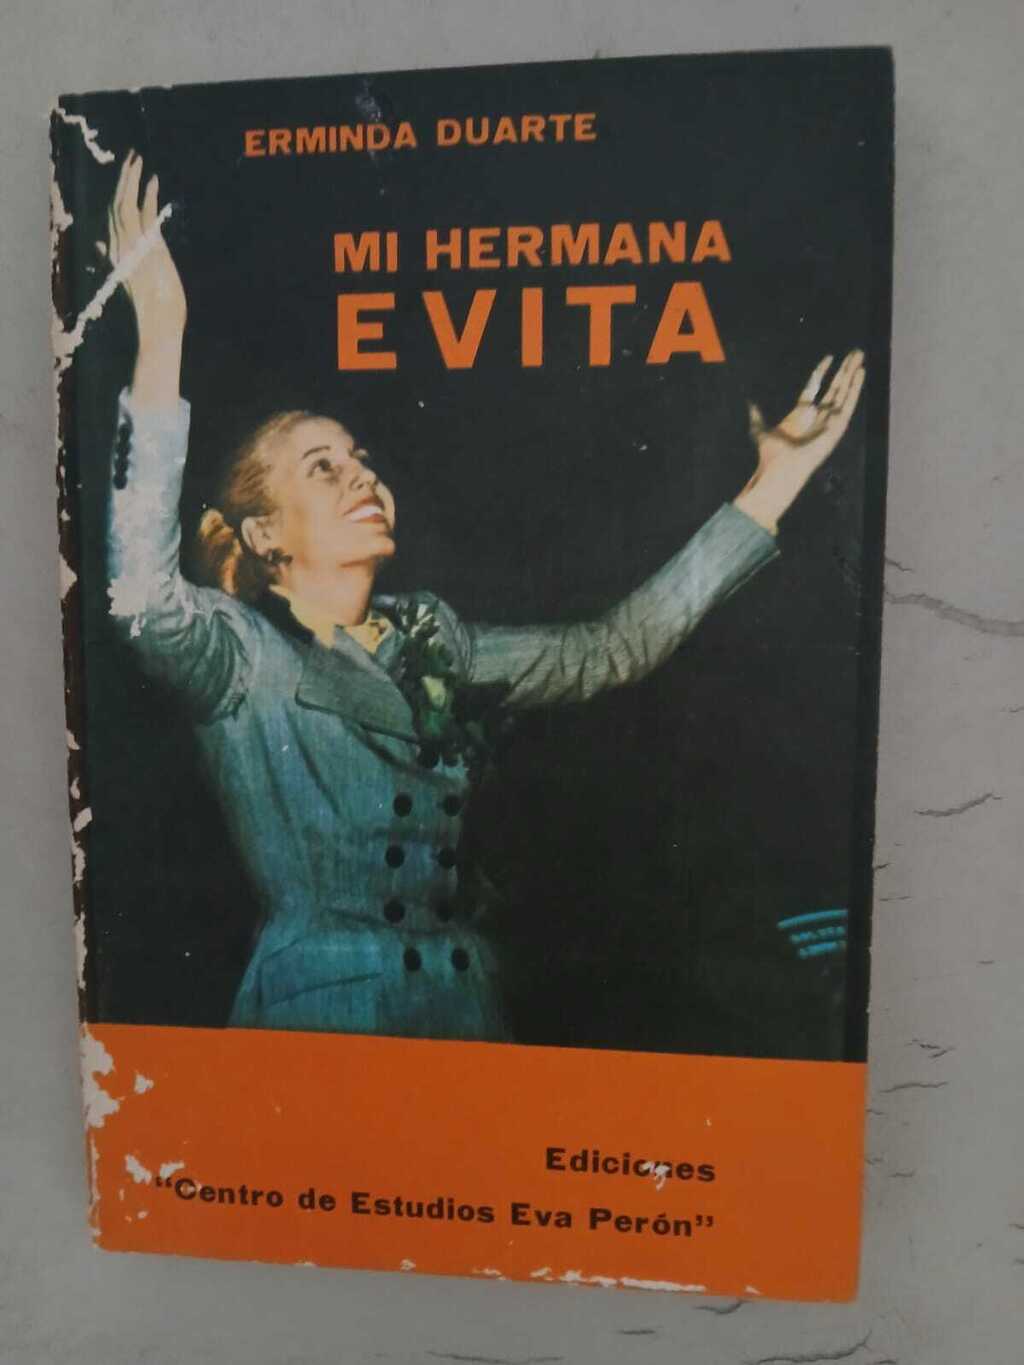 ERMINDA DUARTE
MI HERMANA
EVITA
Ediciones
"Centro de Estudios Eva Perón"